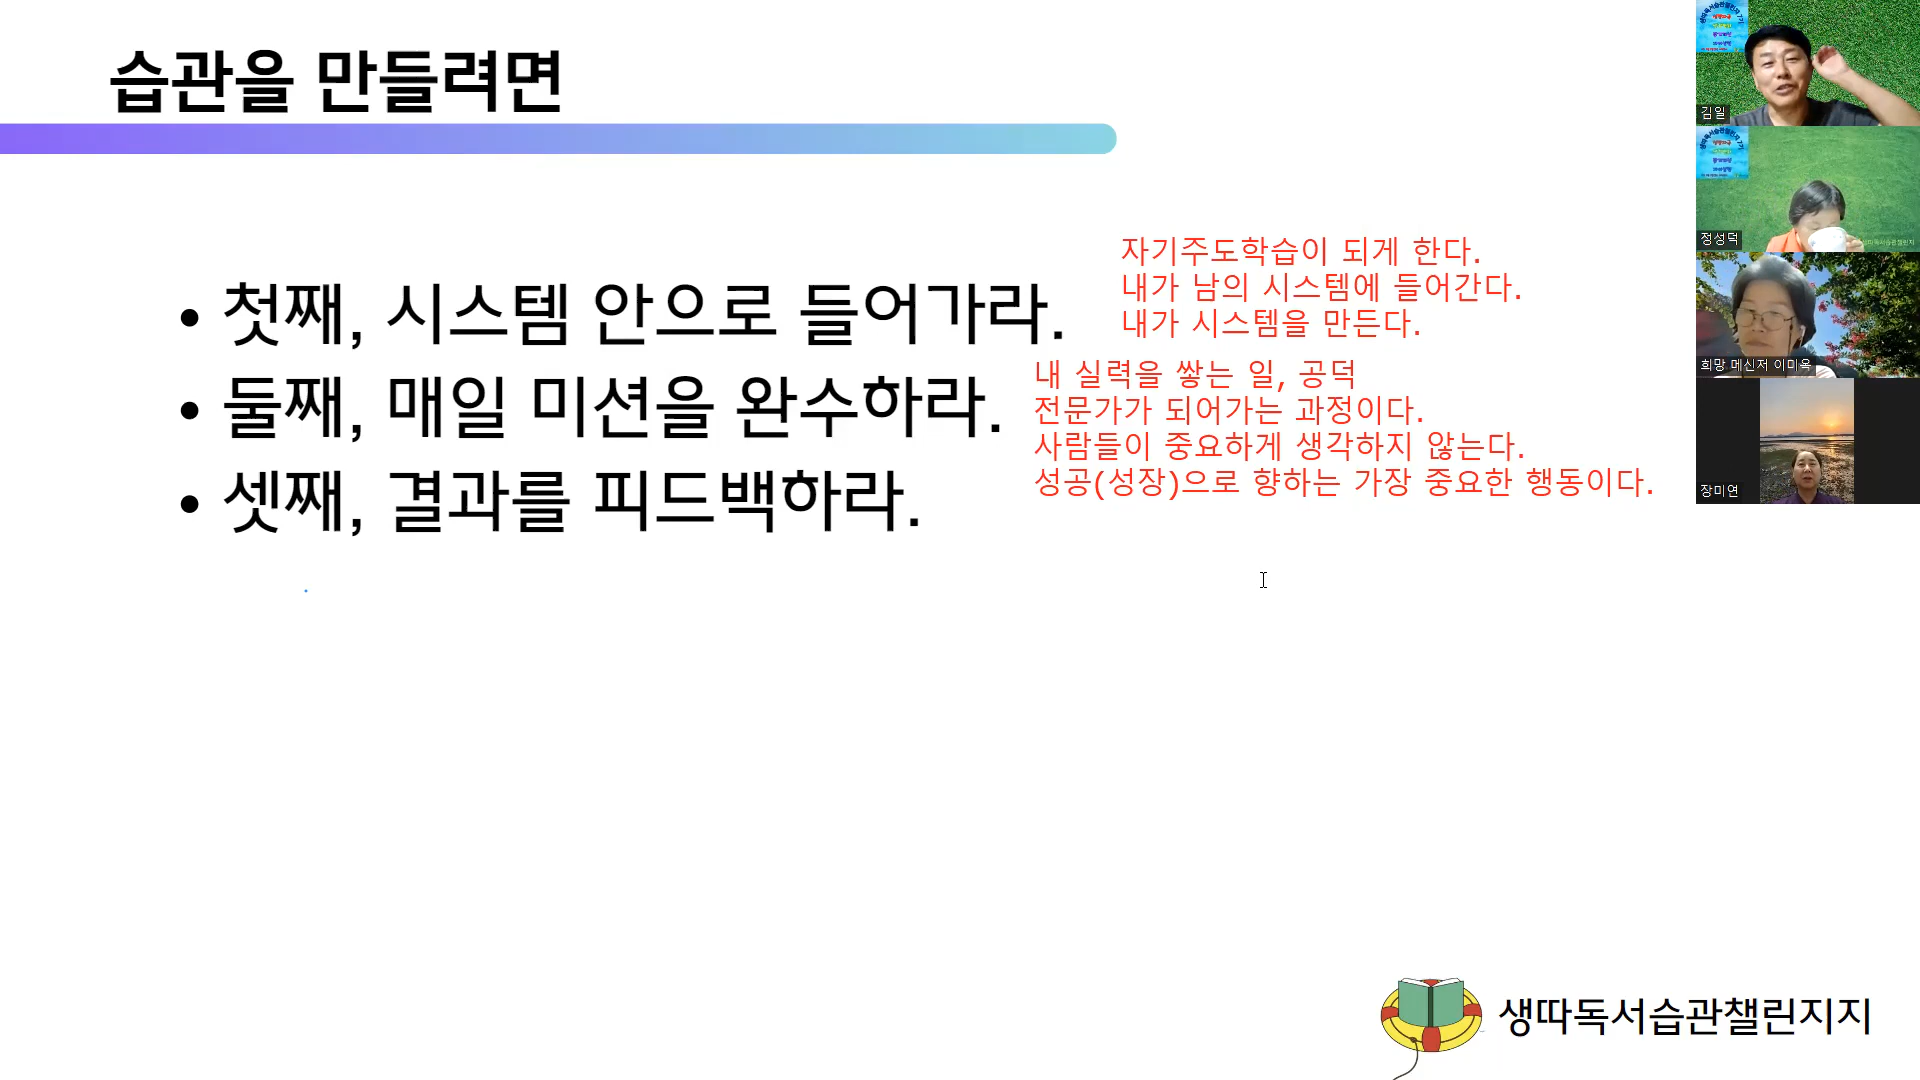 습관을 만들려면
• 첫째, 시스템 안으로 들어가라.
• 둘째, 매일 미션을 완수하라.
• 셋째, 결과를 피드백하라.
자기주도학습이 되게 한다.
내가 남의 시스템에 들어간다.
내가 시스템을 만든다.
내 실력을 쌓는 일, 공덕
전문가가 되어가는 과정이다.
사람들이 중요하게 생각하지 않는다.
성공(성장)으로 향하는 가장 중요한 행동이다.
김일
정성덕
희망 메신저 이미옥
장미연
생따독서습관챌린지지